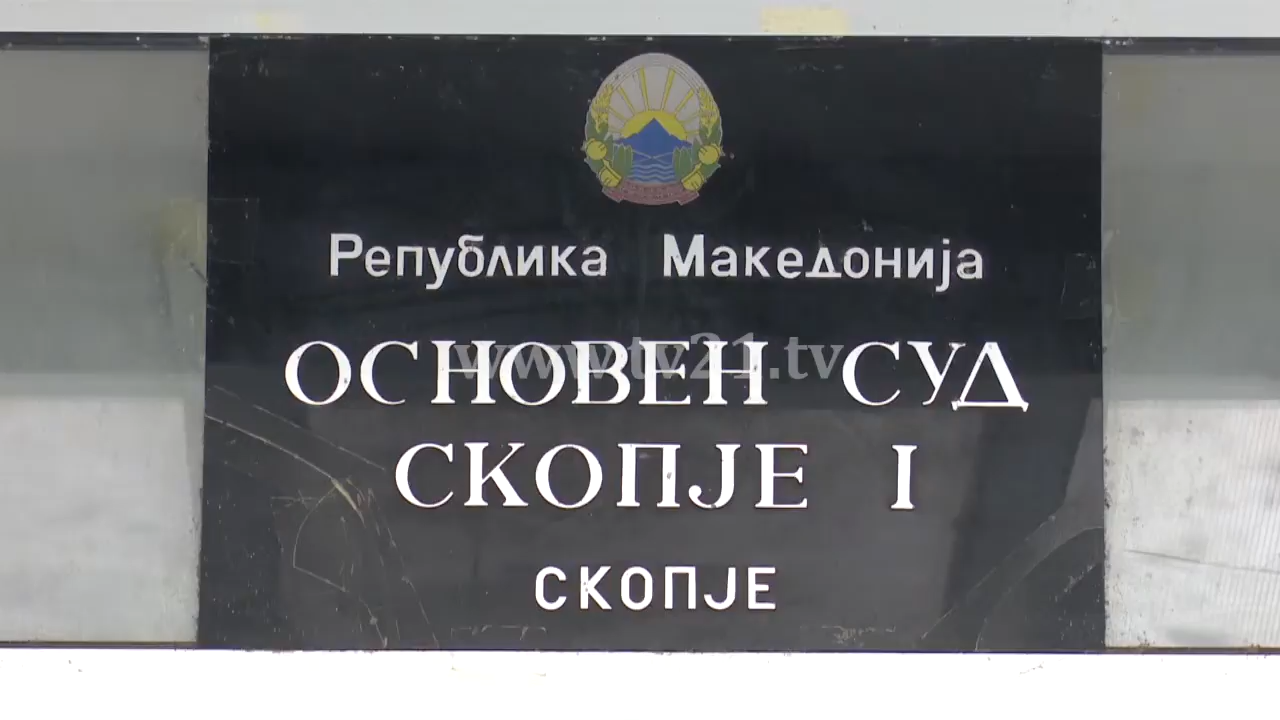 Република Македонија
ОСНОВЕН СУД
www.tv21.tv
СКОПЈЕ I
СКОПЈЕ